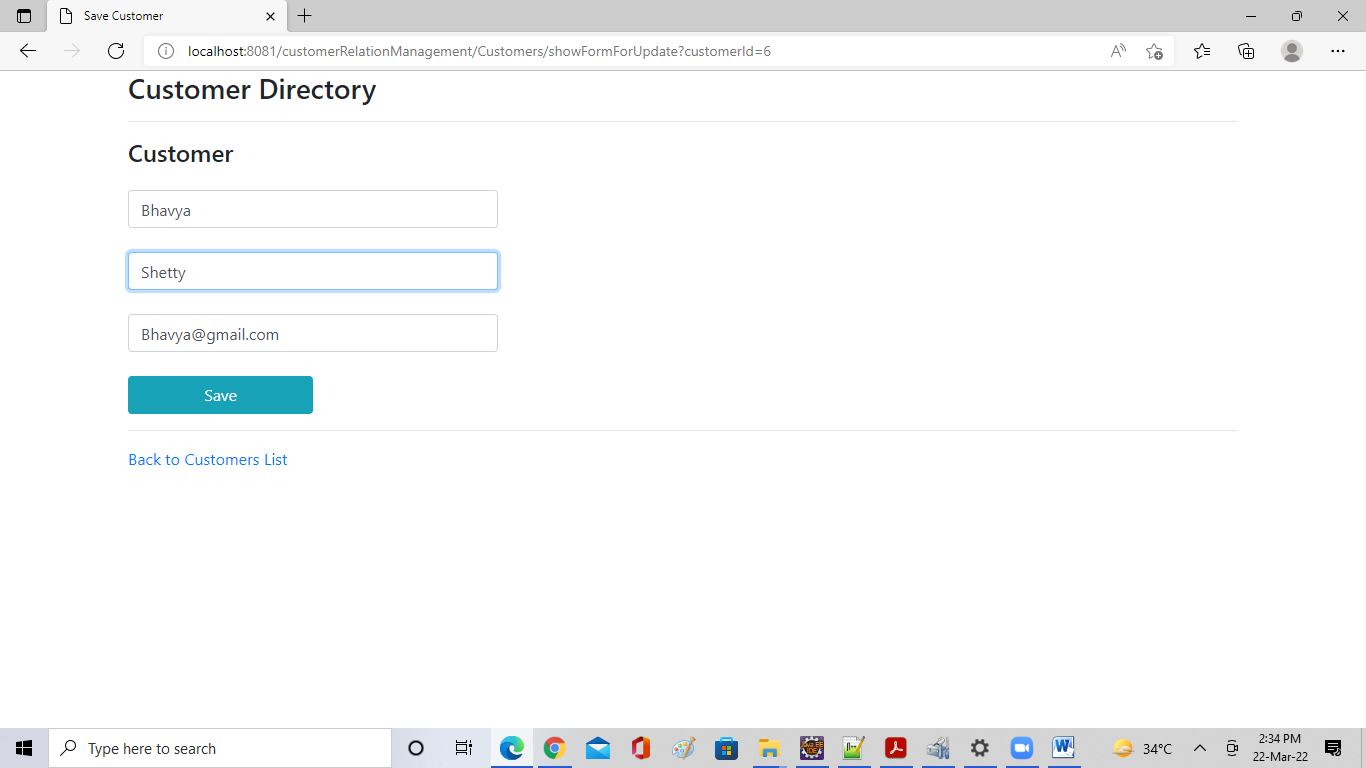 Save Customer
localhost:8081/customerRelationManagement/Customers/showFormForUpdate?customerId=6
Customer Directory
Customer
Bhavya
Shetty
Bhavya@gmail.com
Save
Back to Customers List
Type here to search
34°C
2:34 PM
22-Mar-22